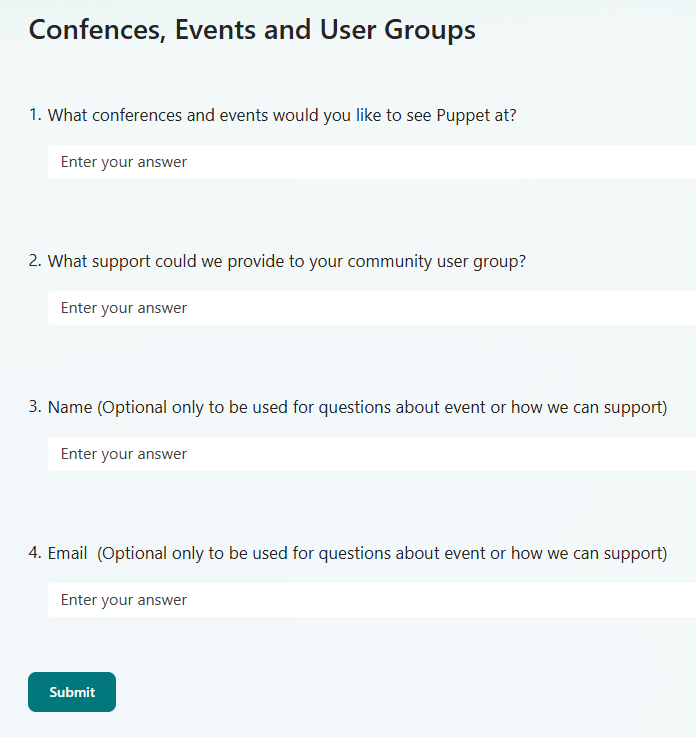 Confences, Events and User Groups
1. What conferences and events would you like to see Puppet at?
Enter your answer
2. What support could we provide to your community user group?
Enter your answer
3. Name (Optional only to be used for questions about event or how we can support)
Enter your answer
4. Email  (Optional only to be used for questions about event or how we can support)
Enter your answer
Submit